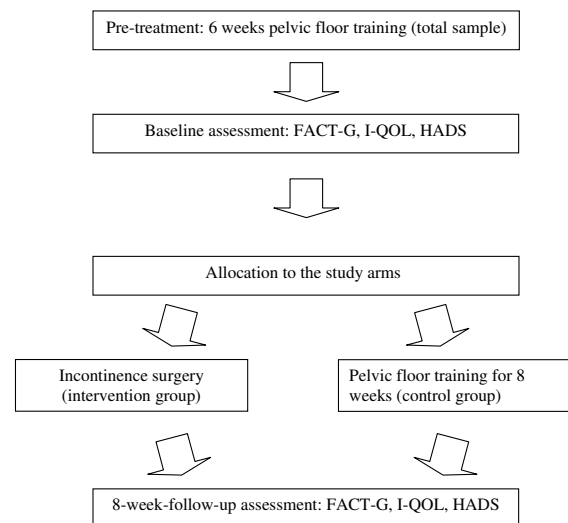 Pre-treatment: 6 weeks pelvic floor training (total sample)
Baseline assessment: FACT-G, I-QOL, HADS
Allocation to the study arms
Incontinence surgery
(intervention group)
Pelvic floor training for 8
weeks (control group)
8-week-follow-up assessment: FACT-G, I-QOL, HADS